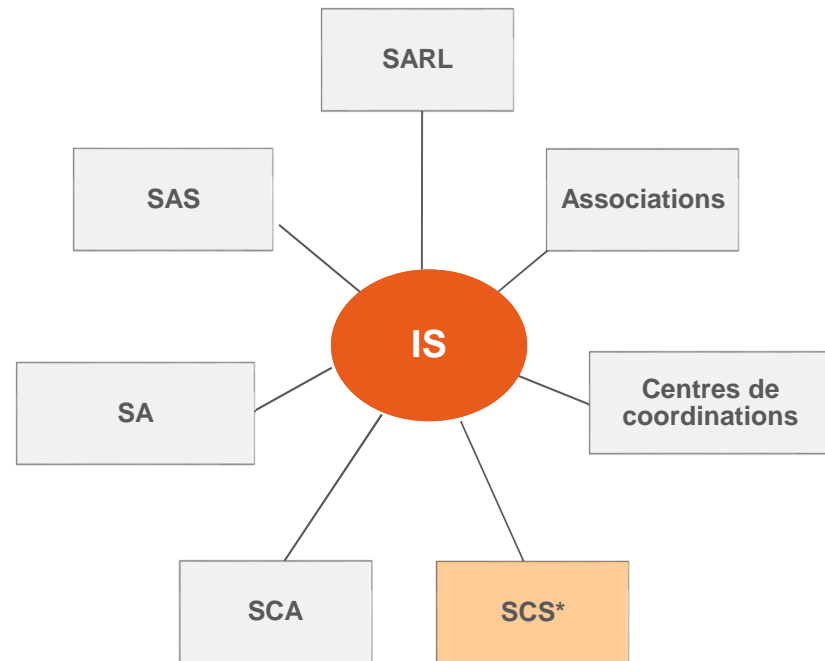 SARL
SAS
Associations
IS
SA
Centres de
coordinations
SCA
SCS*